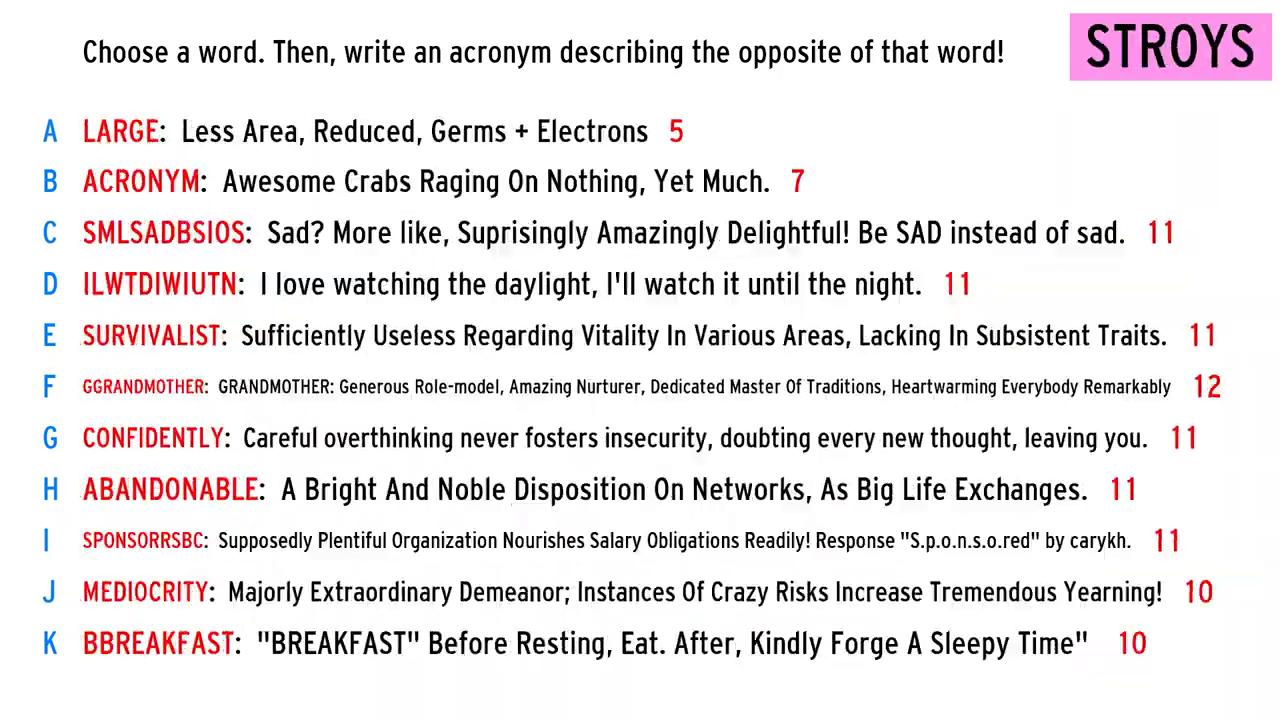 Choose a word. Then, write an acronym describing the opposite of that word!
STROYS
A LARGE: Less Area, Reduced, Germs + Electrons 5
B ACRONYM: Awesome Crabs Raging On Nothing, Yet Much. 7
C SMLSADBSIOS: Sad? More like, Suprisingly Amazingly Delightful! Be SAD instead of sad. 11
D ILWTDIWIUTN: I love watching the daylight, I'll watch it until the night. 11
E SURVIVALIST: Sufficiently Useless Regarding Vitality In Various Areas, Lacking In Subsistent Traits. 11
F GGRANDMOTHER: GRANDMOTHER: Generous Role-model, Amazing Nurturer, Dedicated Master Of Traditions, Heartwarming Everybody Remarkably 12
G CONFIDENTLY: Careful overthinking never fosters insecurity, doubting every new thought, leaving you. 11
H ABANDONABLE: A Bright And Noble Disposition On Networks, As Big Life Exchanges. 11
I SPONSORRSBC: Supposedly Plentiful Organization Nourishes Salary Obligations Readily! Response "S.p.o.n.s.o.red" by carykh. 11
J MEDIOCRITY: Majorly Extraordinary Demeanor; Instances Of Crazy Risks Increase Tremendous Yearning! 10
K BBREAKFAST: "BREAKFAST" Before Resting, Eat. After, Kindly Forge A Sleepy Time" 10